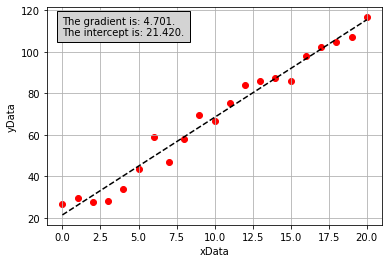 The gradient is: 4.701.
The intercept is: 21.420.
120
100
80
60
40
20
yData
0.0 2.5 5.0 7.5 10.0 12.5 15.0 17.5 20.0
xData